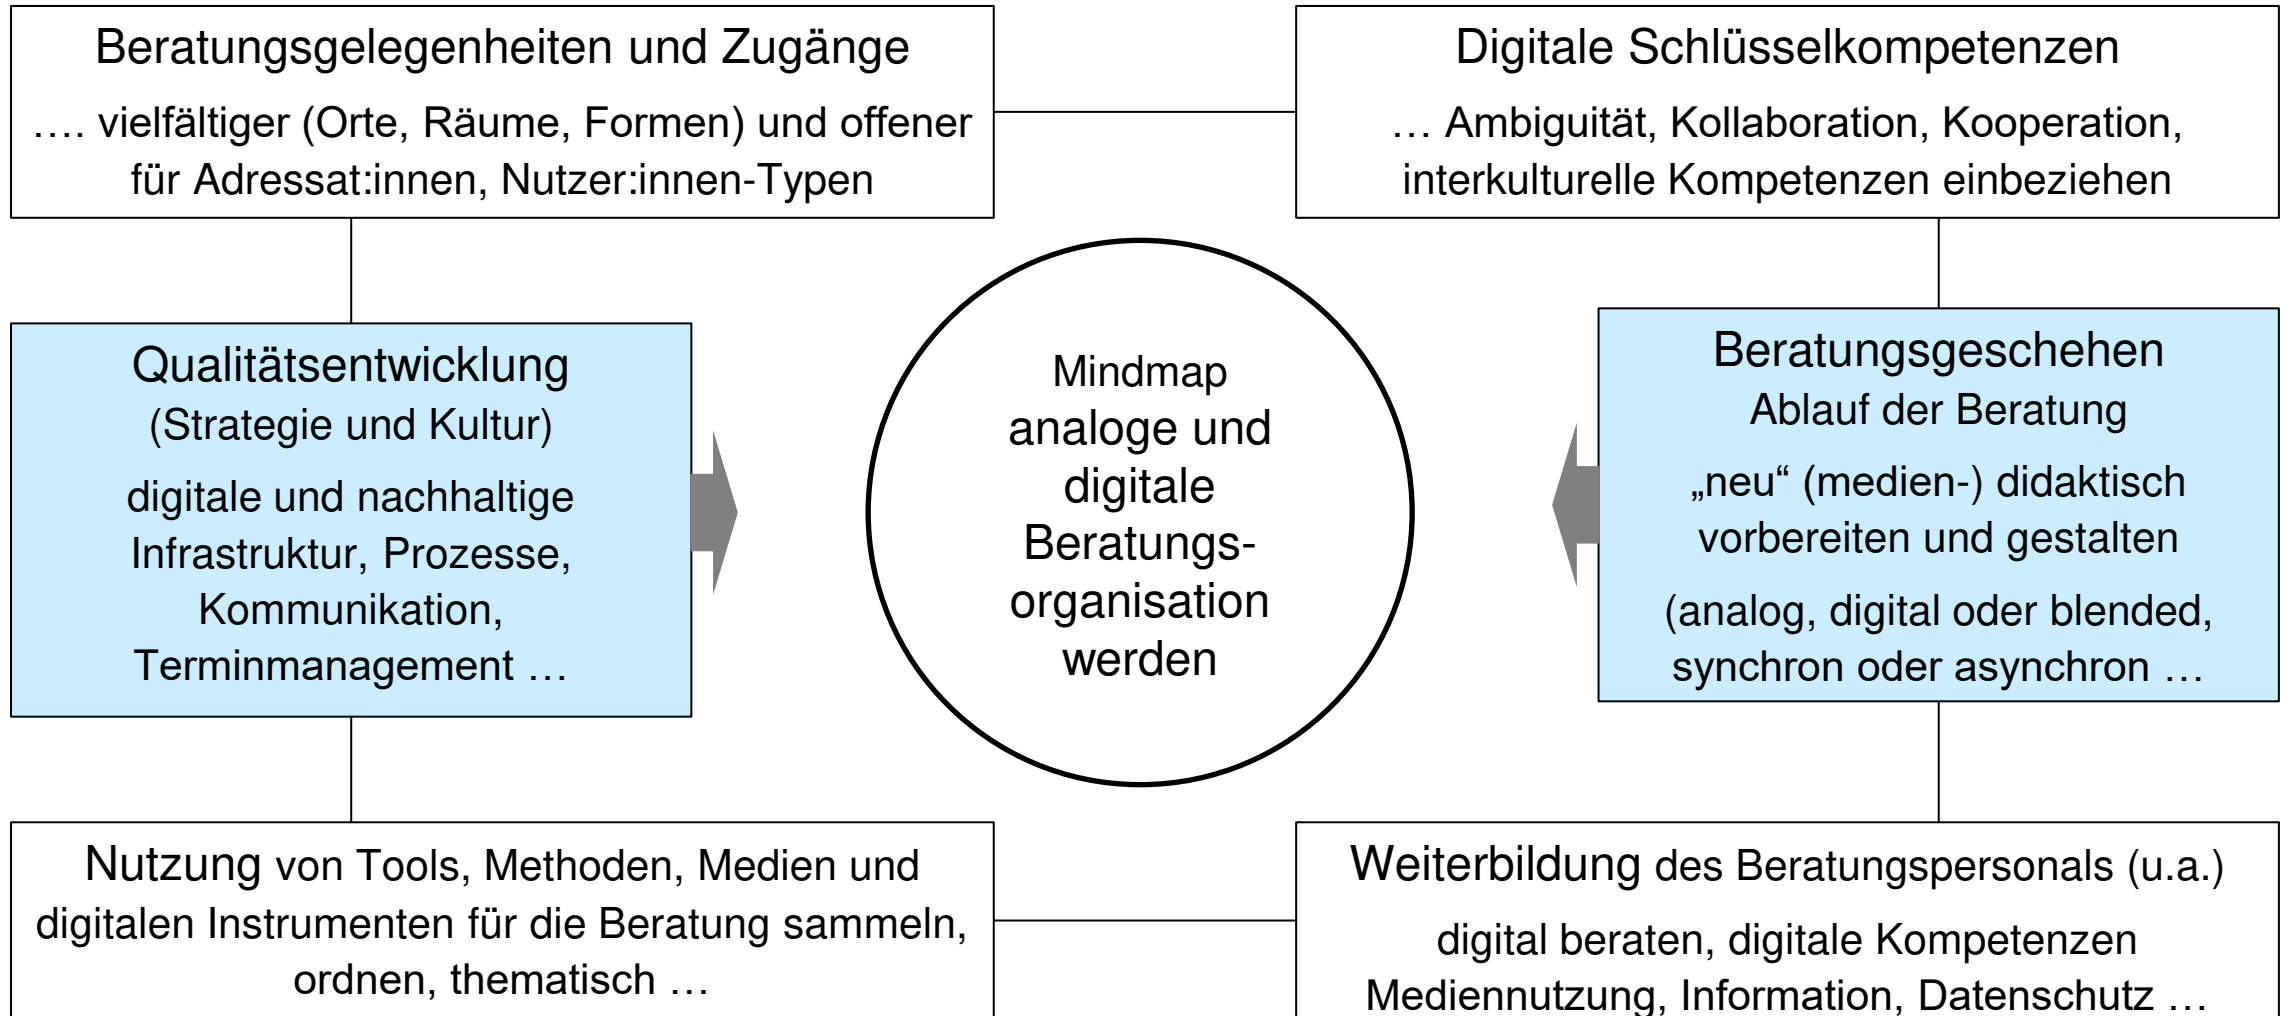 Beratungsgelegenheiten und Zugänge
…. vielfältiger (Orte, Räume, Formen) und offener
für Adressat:innen, Nutzer:innen-Typen
Digitale Schlüsselkompetenzen
… Ambiguität, Kollaboration, Kooperation,
interkulturelle Kompetenzen einbeziehen
Qualitätsentwicklung
(Strategie und Kultur)
digitale und nachhaltige
Infrastruktur, Prozesse,
Kommunikation,
Terminmanagement …
Mindmap
analoge und
digitale
Beratungs-
organisation
werden
Beratungsgeschehen
Ablauf der Beratung
„neu“ (medien-) didaktisch
vorbereiten und gestalten
(analog, digital oder blended,
synchron oder asynchron …
Nutzung von Tools, Methoden, Medien und
digitalen Instrumenten für die Beratung sammeln,
ordnen, thematisch …
Weiterbildung des Beratungspersonals (u.a.)
digital beraten, digitale Kompetenzen
Mediennutzung, Information, Datenschutz …